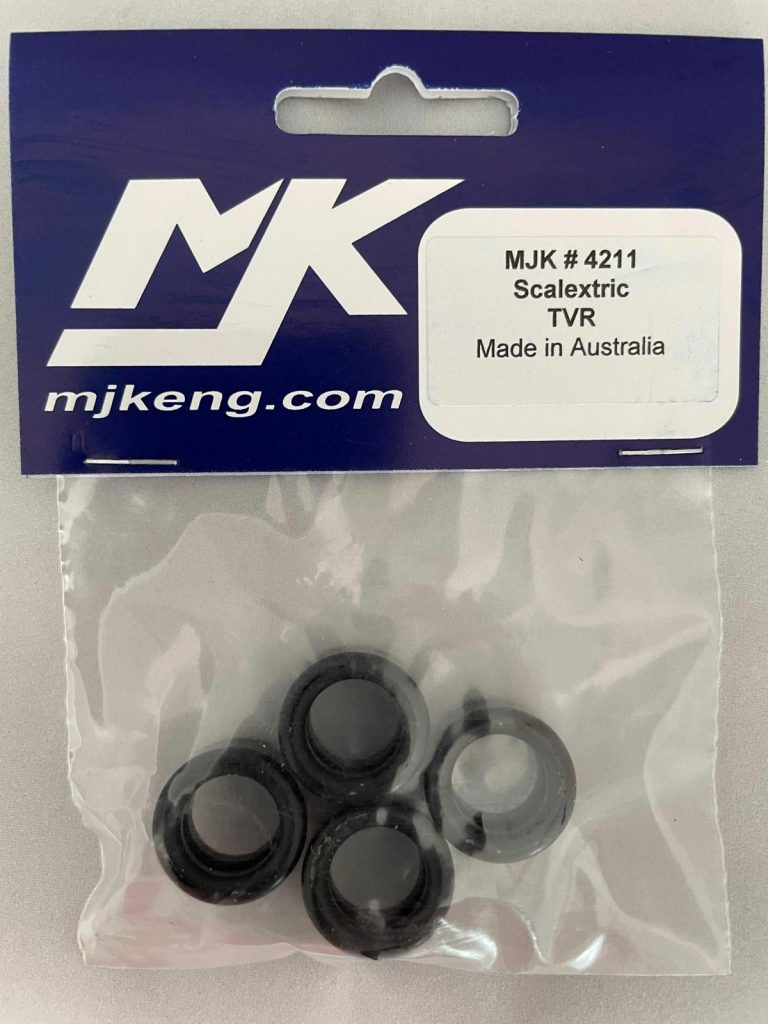 MJK
mjkeng.com
MJK # 4211
Scalextric
TVR
Made in Australia